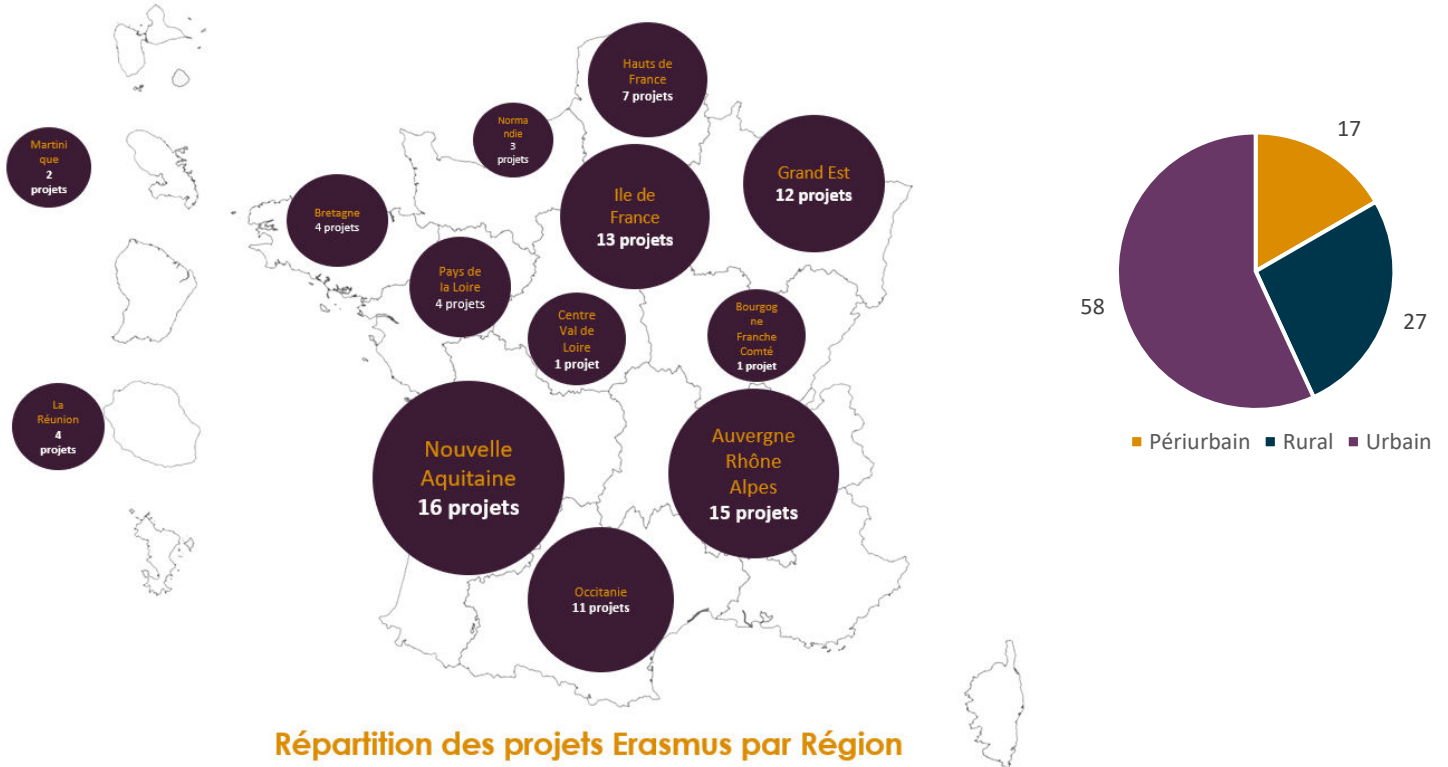 Hauts de
France
7 projets
Norma
ndie
3
projets
Martini
que
2
projets
Grand Est
12 projets
Ile de
France
13 projets
Bretagne
4 projets
Pays de
la Loire
4 projets
Centre
Val de
Loire
1 projet
Bourgog
ne
Franche
Comté
1 projet
La
Réunion
4
projets
Nouvelle
Aquitaine
16 projets
Auvergne
Rhône
Alpes
15 projets
Occitanie
11 projets
Répartition des projets Erasmus par Région
17
58
27
Périurbain Rural Urbain